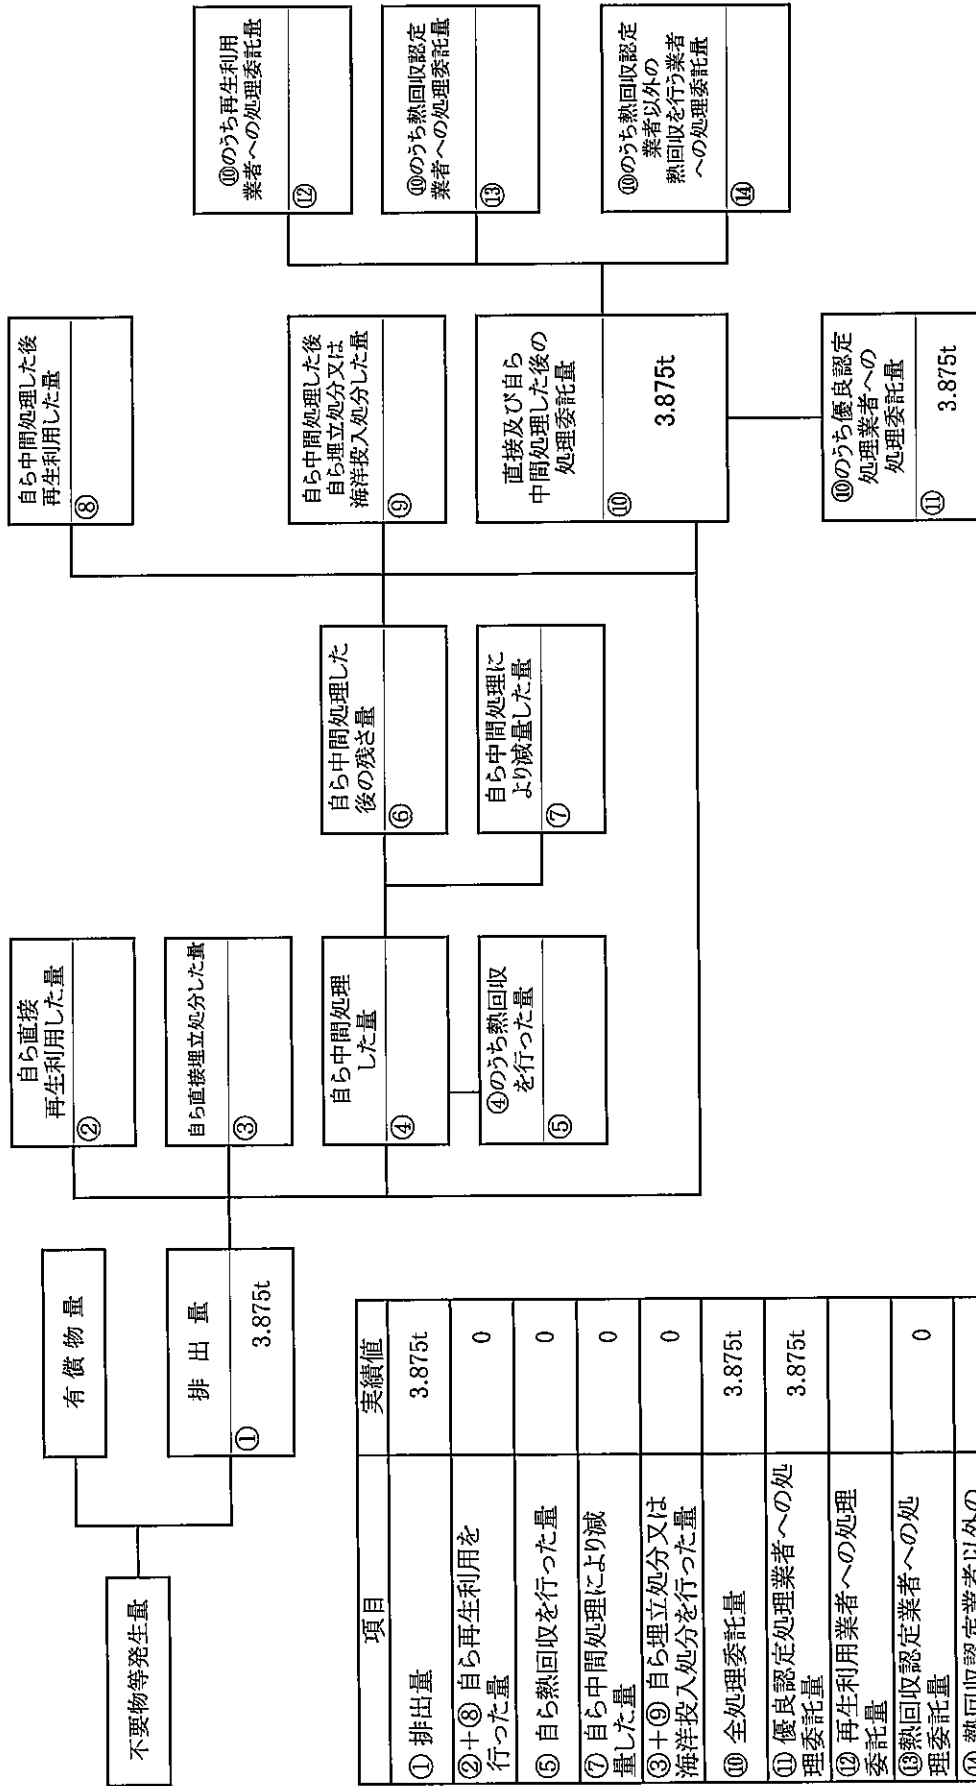 不要物等発生量
有償物量
排出量
①
3.875t
自ら直接
再生利用した量
②
自ら直接埋立処分した量
③
自ら中間処理
した量
④
④のうち熱回収
を行った量
⑤
自ら中間処理した
後の残さ量
⑥
自ら中間処理に
より減量した量
⑦
自ら中間処理した後
再生利用した量
⑧
自ら中間処理した後
自ら埋立処分又は
海洋投入処分した量
⑨
直接及び自ら
中間処理した後の
処理委託量
⑩
3.875t
⑩のうち優良認定
処理業者への
処理委託量
⑪
3.875t
⑩のうち再生利用
業者への処理委託量
⑫
⑩のうち熱回収認定
業者への処理委託量
⑬
⑩のうち熱回収認定
業者以外の
熱回収を行う業者
への処理委託量
⑭
項目 実績値
①排出量 3.875t
②+⑧ 自ら再生利用を
行った量 0
⑤ 自ら熱回収を行った量 0
⑦ 自ら中間処理により減
量した量 0
③+⑨ 自ら埋立処分又は
海洋投入処分を行った量 0
⑩ 全処理委託量 3.875t
⑪ 優良認定処理業者への処
理委託量 3.875t
⑫ 再生利用業者への処理
委託量
⑬熱回収認定業者への処
理委託量 0
⑭ 熱回収認定業者以外の